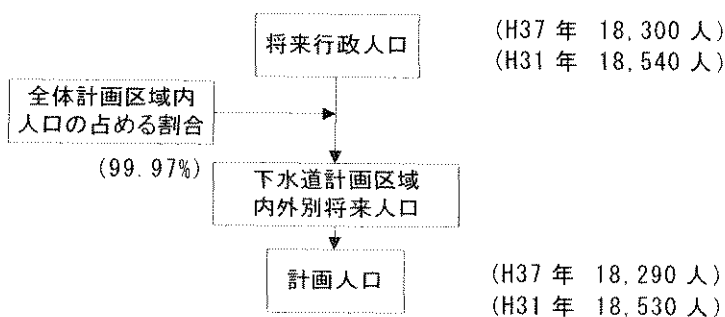 将来行政人口
(H37 年 18,300 人)
(H31 年 18,540 人)
全体計画区域内
人口の占める割合
(99.97%)
下水道計画区域
内外別将来人口
計画人口
(H37 年 18,290 人)
(H31 年 18,530 人)